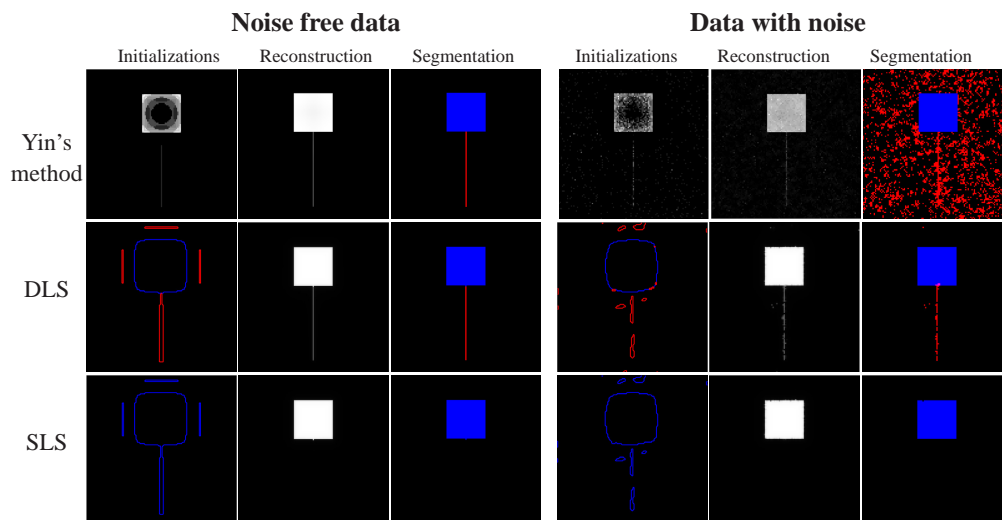 Noise free data
Data with noise
Initializations Reconstruction Segmentation
Initializations Reconstruction Segmentation
Yin's
method
DLS
SLS